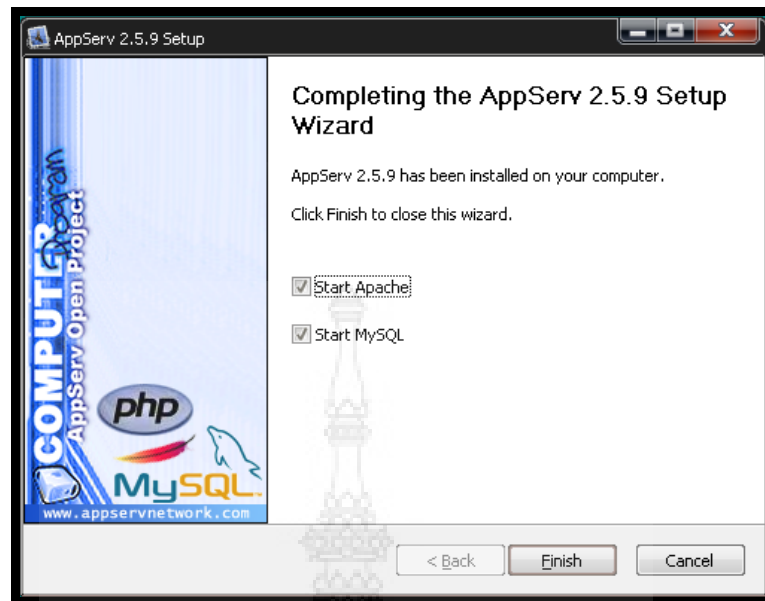 AppServ 2.5.9 Setup
Completing the AppServ 2.5.9 Setup
Wizard
AppServ 2.5.9 has been installed on your computer.
Click Finish to close this wizard.
Start Apache
Start MySQL
COMPUTER
Program
AppServ Open Project
php
MySQL
www.appservnetwork.com
< Back
Finish
Cancel